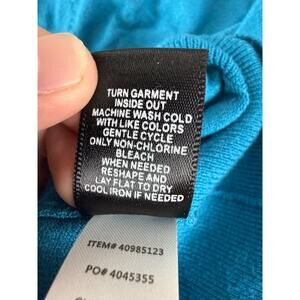 TURN GARMENT
INSIDE OUT
MACHINE WASH COLD
WITH LIKE COLORS
GENTLE CYCLE
ONLY NON-CHLORINE
BLEACH
WHEN NEEDED
RESHAPE AND
LAY FLAT TO DRY
COOL IRON IF NEEDED
ITEM# 40985123
PO# 4045355